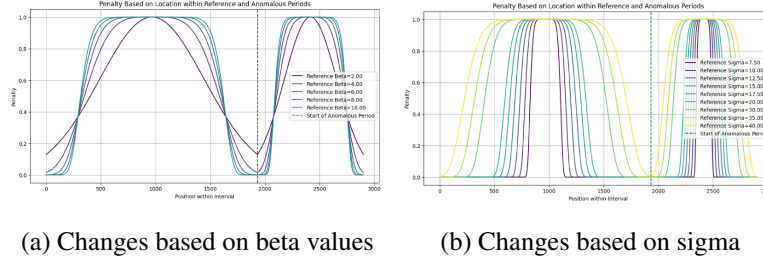 Penalty Based on Location within Reference and Anomalous Periods
1.0
0.8
0.6
0.4
0.2
0.0
Penalty
Reference Beta=2.00
Reference Beta=4.00
Reference Beta=6.00
Reference Beta=8.00
Reference Beta=10.00
Start of Anomalous Period
0
500
1000
1500
2000
2500
3000
Position within Interval
(a) Changes based on beta values
Penalty Based on Location within Reference and Anomalous Periods
1.0
0.8
0.6
0.4
0.2
0.0
Penalty
Reference Sigma=7.50
Reference Sigma=10.00
Reference Sigma=12.50
Reference Sigma=15.00
Reference Sigma=17.50
Reference Sigma=20.00
Reference Sigma=30.00
Reference Sigma=35.00
Reference Sigma=40.00
Start of Anomalous Period
0
500
1000
1500
2000
2500
Position within Interval
(b) Changes based on sigma